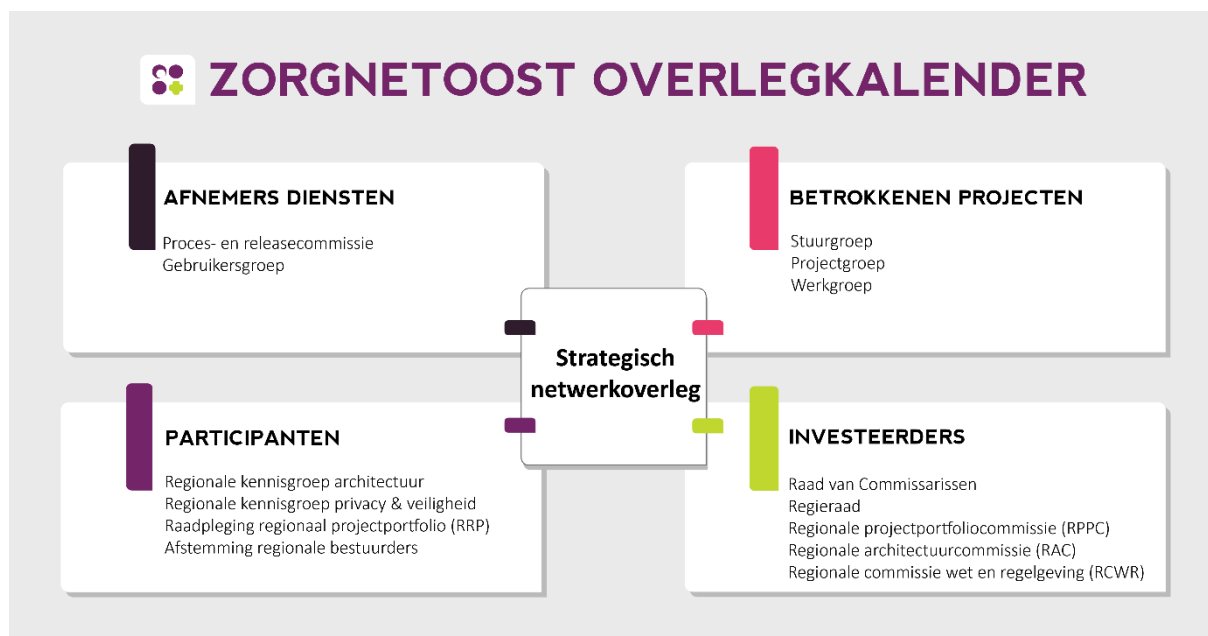 ZORGNETOOST OVERLEGKALENDER
AFNEMERS DIENSTEN
Proces- en releasecommissie
Gebruikersgroep
BETROKKENEN PROJECTEN
Stuurgroep
Projectgroep
Werkgroep
Strategisch
netwerkoverleg
PARTICIPANTEN
Regionale kennisgroep architectuur
Regionale kennisgroep privacy & veiligheid
Raadpleging regionaal projectportfolio (RRP)
Afstemming regionale bestuurders
INVESTEERDERS
Raad van Commissarissen
Regieraad
Regionale projectportfoliocommissie (RPPC)
Regionale architectuurcommissie (RAC)
Regionale commissie wet en regelgeving (RCWR)